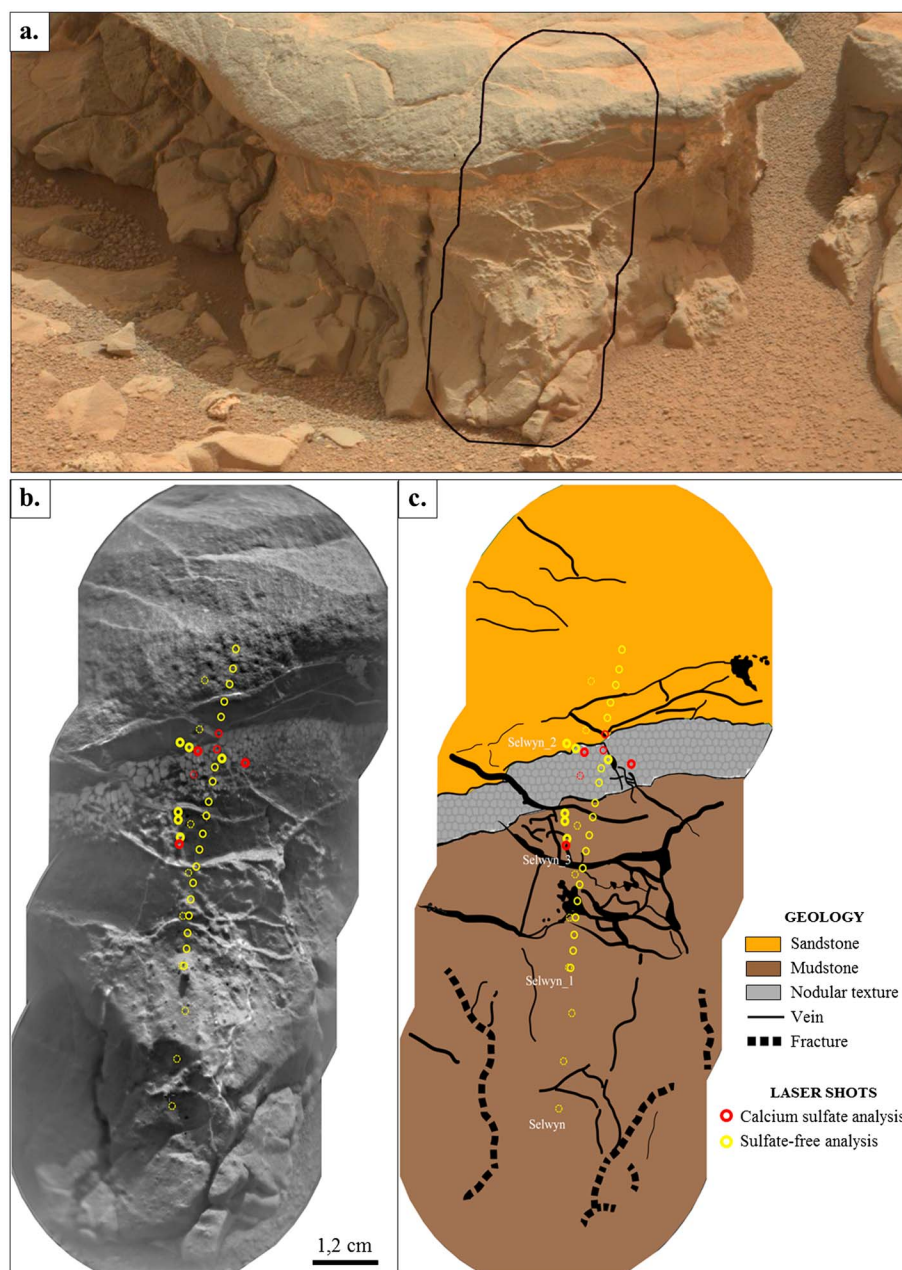 a.
b.
c.
Selwyn_2
Selwyn_3
Selwyn_1
Selwyn
GEOLOGY
Sandstone
Mudstone
Nodular texture
Vein
Fracture
LASER SHOTS
Calcium sulfate analysis
Sulfate-free analysis
1,2 cm